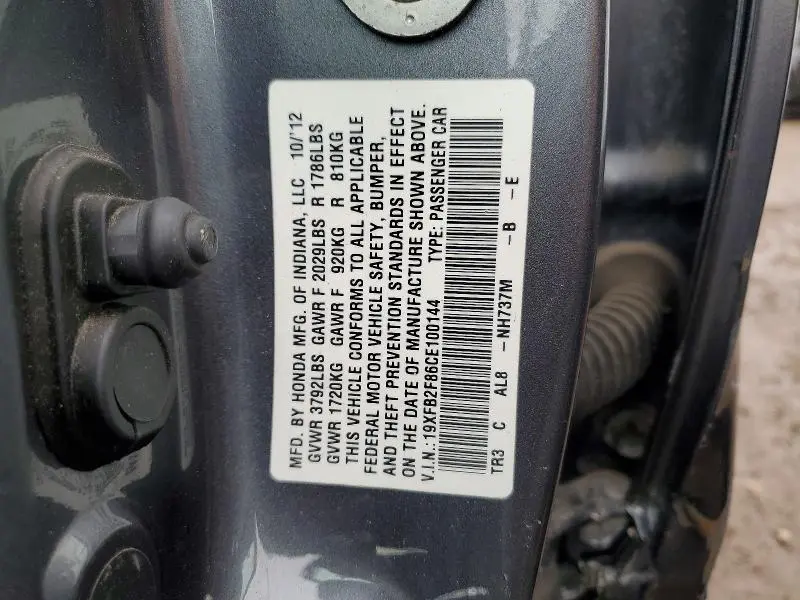 MFD. BY HONDA MFG. OF INDIANA, LLC 10/'12
GVWR 3792LBS GAWR F 2029LBS R 1786LBS
GVWR 1720KG GAWR F 920KG R 810KG
THIS VEHICLE CONFORMS TO ALL APPLICABLE
FEDERAL MOTOR VEHICLE SAFETY, BUMPER,
AND THEFT PREVENTION STANDARDS IN EFFECT
ON THE DATE OF MANUFACTURE SHOWN ABOVE.
V.I.N.:19XFB2F86CE100144 TYPE: PASSENGER CAR
TR3 C AL8 -NH737M -B -E